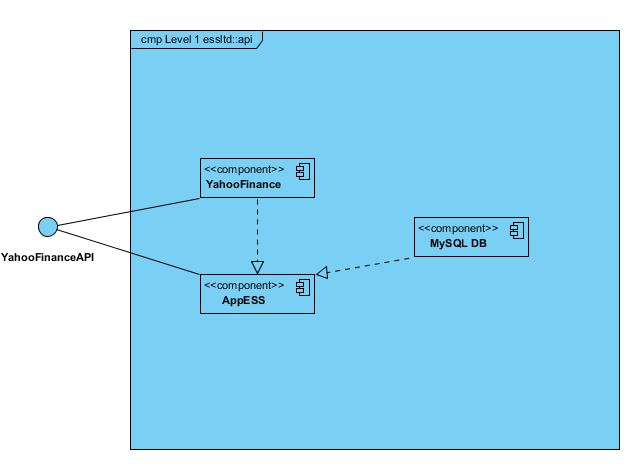 cmp Level 1 essltd::api
<<component>>
YahooFinance
<<component>>
MySQL DB
YahooFinanceAPI
<<component>>
AppESS